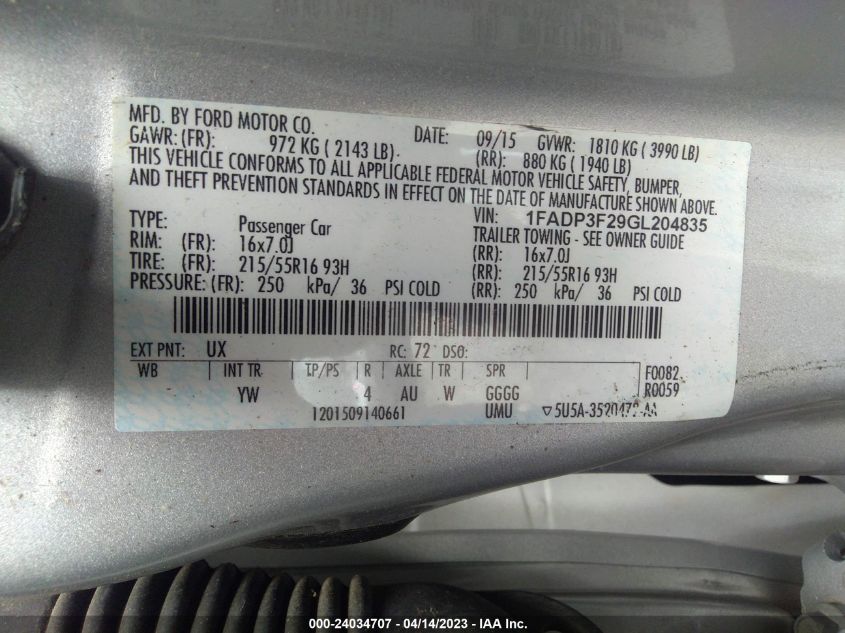 MFD. BY FORD MOTOR CO. DATE: 09/15 GVWR: 1810 KG ( 3990 LB)
GAWR: (FR): 972 KG ( 2143 LB). (RR): 880 KG ( 1940 LB)
THIS VEHICLE CONFORMS TO ALL APPLICABLE FEDERAL MOTOR VEHICLE SAFETY, BUMPER,
AND THEFT PREVENTION STANDARDS IN EFFECT ON THE DATE OF MANUFACTURE SHOWN ABOVE.
VIN: 1FADP3F29GL204835
TYPE: Passenger Car TRAILER TOWING - SEE OWNER GUIDE
RIM: (FR): 16x7.0J (RR): 16x7.0J
TIRE: (FR): 215/55R16 93H (RR): 215/55R16 93H
PRESSURE: (FR): 250 kPa/ 36 PSI COLD (RR): 250 kPa/ 36 PSI COLD
EXT PNT: UX RC: 72 DSO:
WB INT TR TP/PS R AXLE TR SPR F0082
YW 4 AU W GGGG R0059
1201509140661 UMU ▽5U5A-3520472-AA
000-24034707 - 04/14/2023 - IAA Inc.